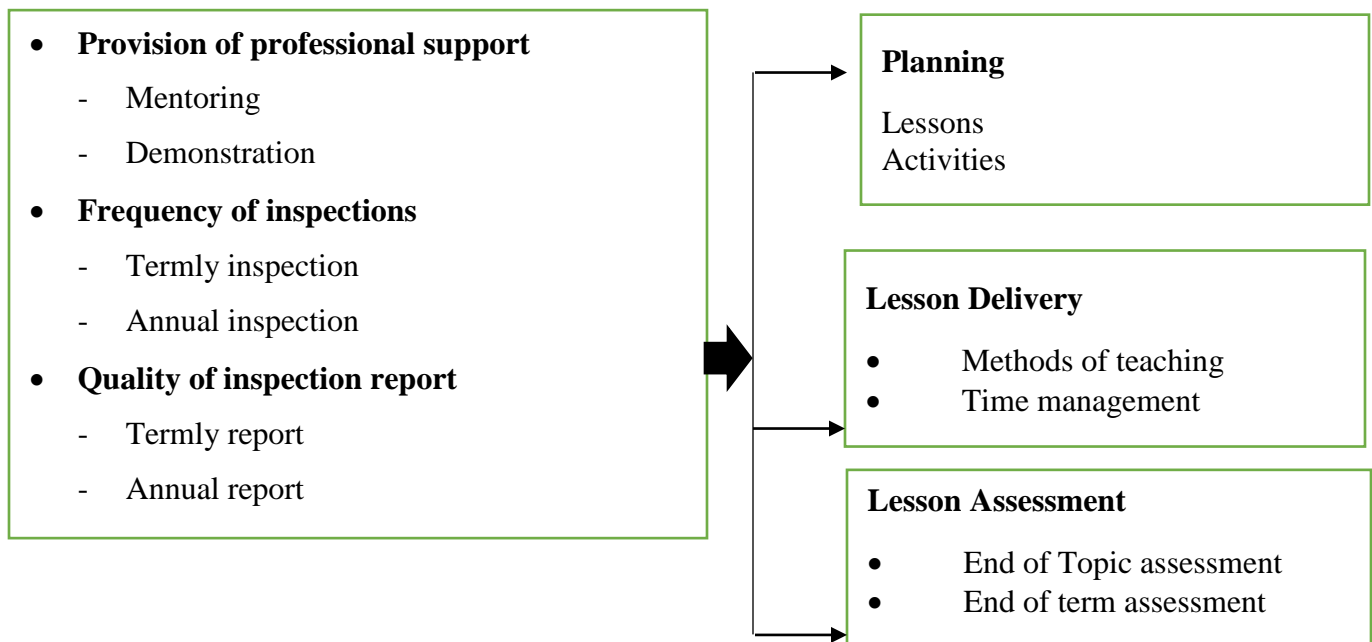 • Provision of professional support
- Mentoring
- Demonstration
• Frequency of inspections
- Termly inspection
- Annual inspection
• Quality of inspection report
- Termly report
- Annual report
Planning
Lessons
Activities
Lesson Delivery
• Methods of teaching
• Time management
Lesson Assessment
• End of Topic assessment
• End of term assessment